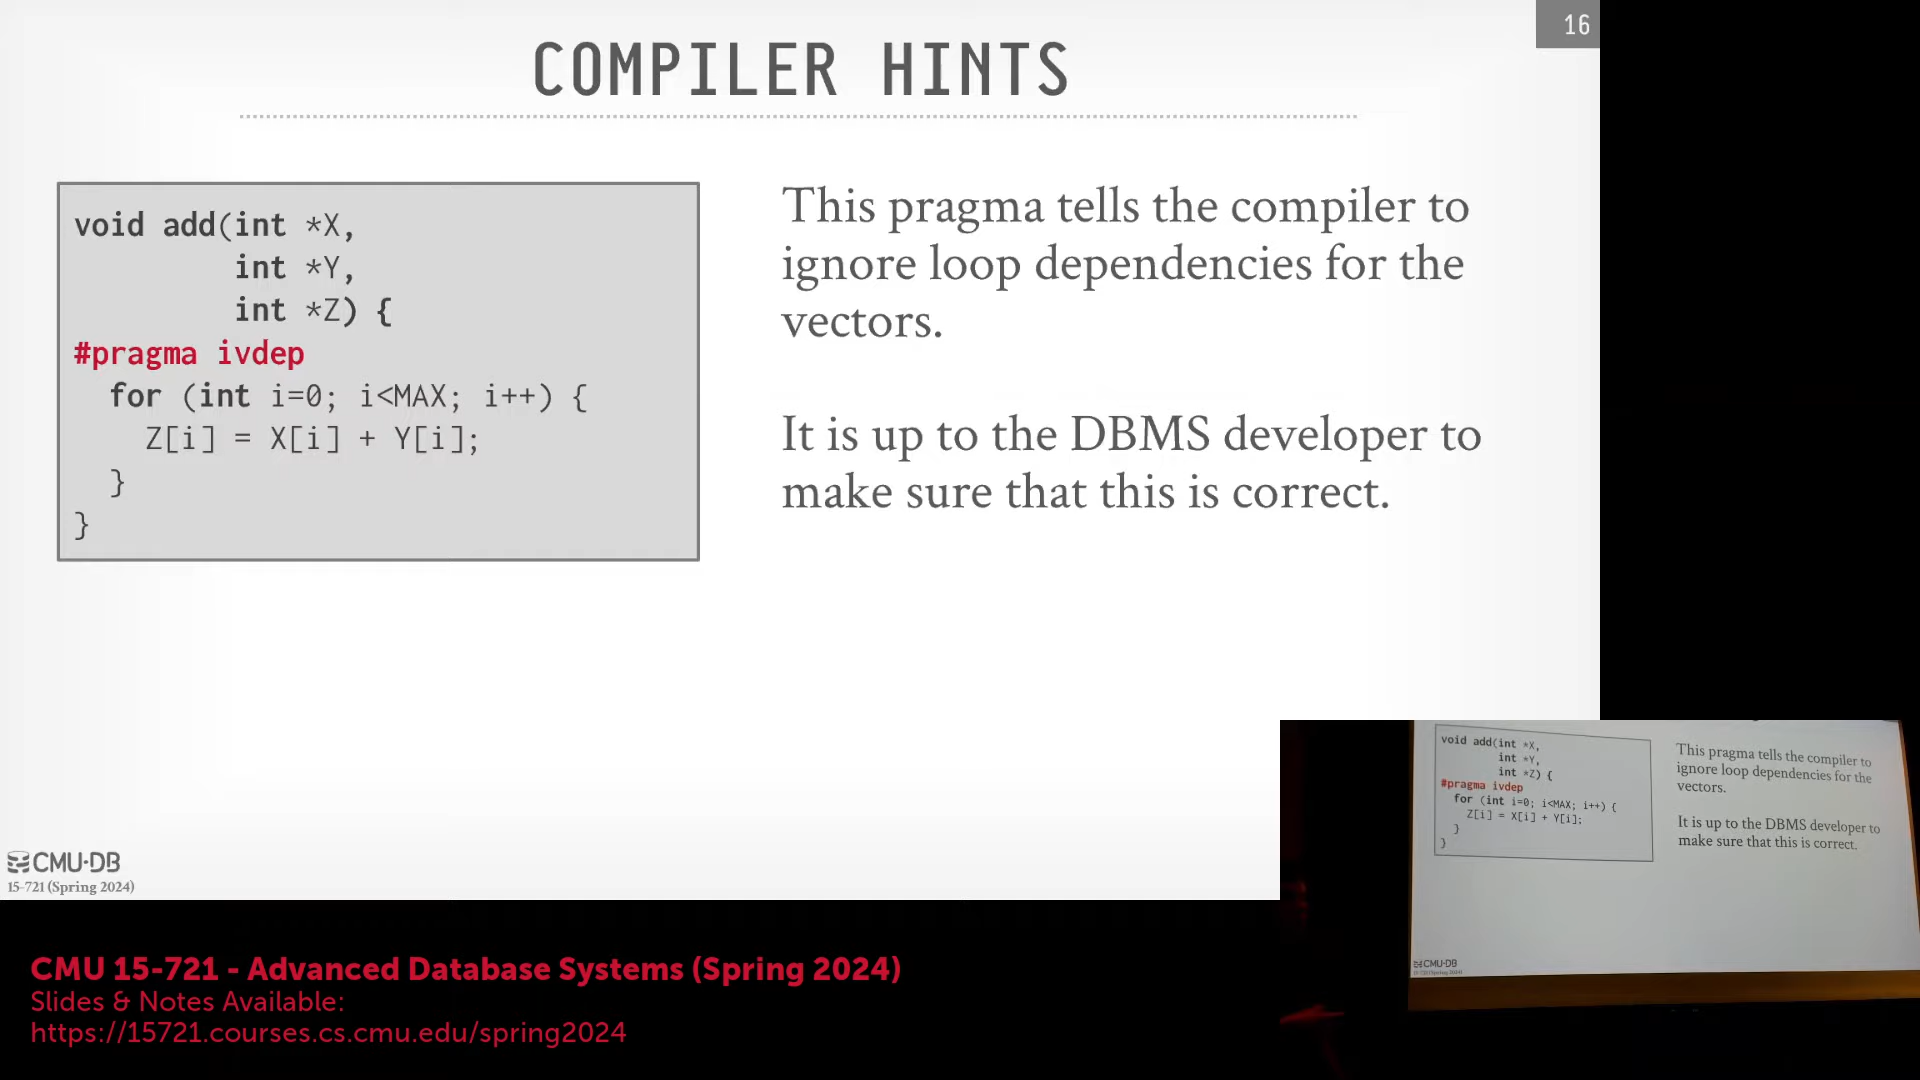 16
COMPILER HINTS
void add(int *X,
int *Y,
int *Z) {
#pragma ivdep
for (int i=0; i<MAX; i++) {
Z[i] = X[i] + Y[i];
}
}
This pragma tells the compiler to
ignore loop dependencies for the
vectors.
It is up to the DBMS developer to
make sure that this is correct.
CMU·DB
15-721 (Spring 2024)
void add(int *X,
int *Y,
int *Z) {
#pragma ivdep
for (int i=0; i<MAX; i++) {
Z[i] = X[i] + Y[i];
}
}
This pragma tells the compiler to
ignore loop dependencies for the
vectors.
It is up to the DBMS developer to
make sure that this is correct.
CMU·DB
15-721 (Spring 2024)
CMU 15-721 - Advanced Database Systems (Spring 2024)
Slides & Notes Available:
https://15721.courses.cs.cmu.edu/spring2024